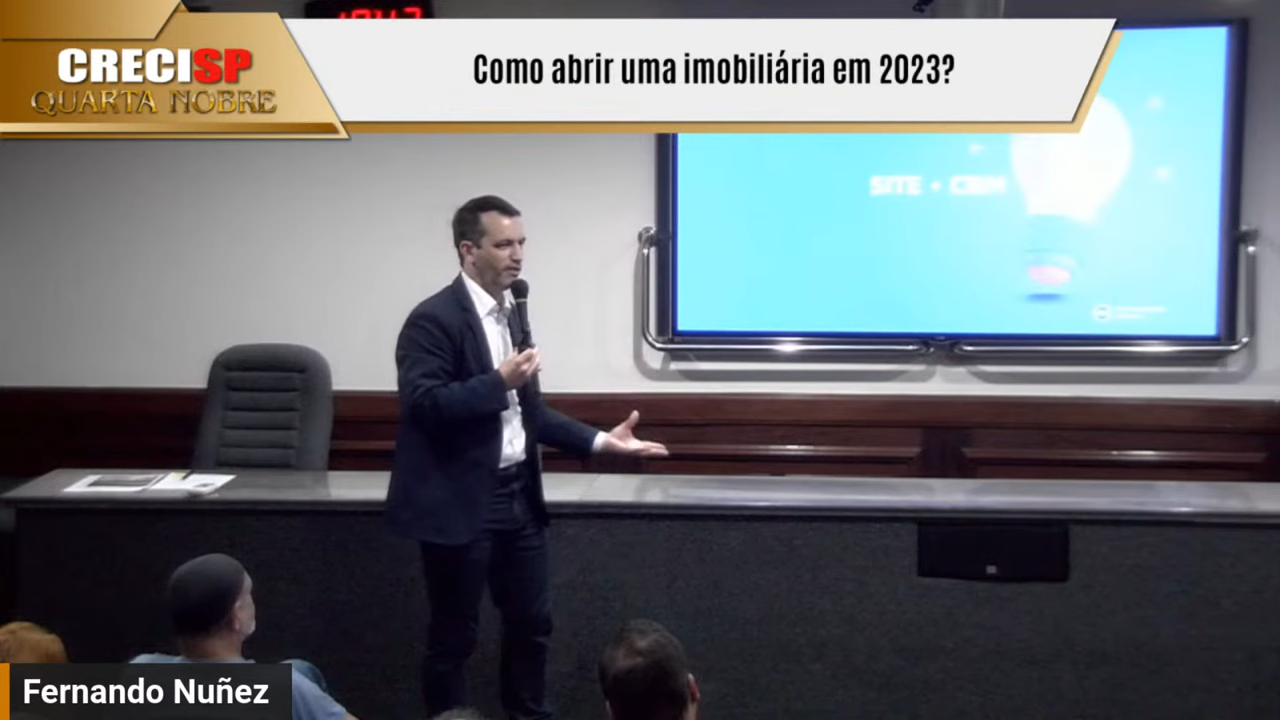 CRECISP
QUARTA NOBRE
Como abrir uma imobiliária em 2023?
SITE + CRM
Fernando Nuñez